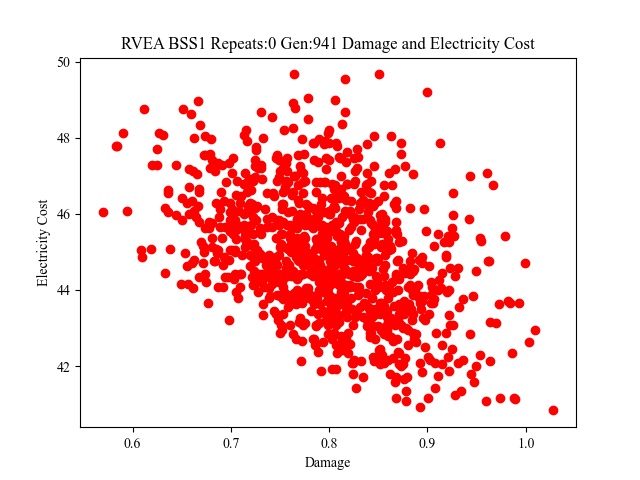 RVEA BSS1 Repeats:0 Gen:941 Damage and Electricity Cost
50
48
46
44
42
Electricity Cost
0.6 0.7 0.8 0.9 1.0
Damage